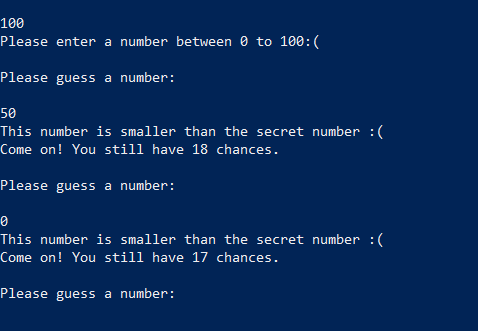 100
Please enter a number between 0 to 100:(
Please guess a number:
50
This number is smaller than the secret number :(
Come on! You still have 18 chances.
Please guess a number:
0
This number is smaller than the secret number :(
Come on! You still have 17 chances.
Please guess a number: